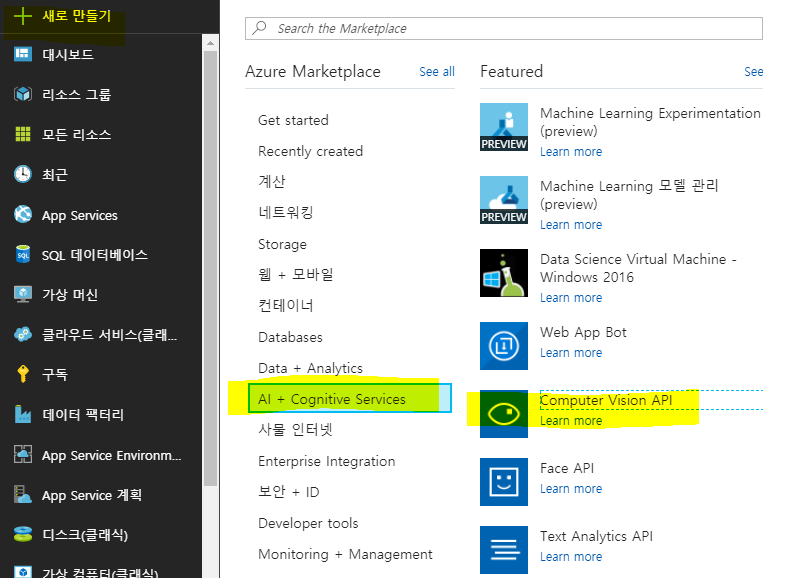 새로 만들기
대시보드
리소스 그룹
모든 리소스
최근
App Services
SQL 데이터베이스
가상 머신
클라우드 서비스(클래...
구독
데이터 팩터리
App Service Environm...
App Service 계획
디스크(클래식)
가상 컴퓨터(클래식)
Search the Marketplace
Azure Marketplace
See all
Get started
Recently created
계산
네트워킹
Storage
웹 + 모바일
컨테이너
Databases
Data + Analytics
AI + Cognitive Services
사물 인터넷
Enterprise Integration
보안 + ID
Developer tools
Monitoring + Management
Featured
See
PREVIEW
Machine Learning Experimentation
(preview)
Learn more
PREVIEW
Machine Learning 모델 관리
(preview)
Learn more
Data Science Virtual Machine -
Windows 2016
Learn more
Web App Bot
Learn more
Computer Vision API
Learn more
Face API
Learn more
Text Analytics API
Learn more